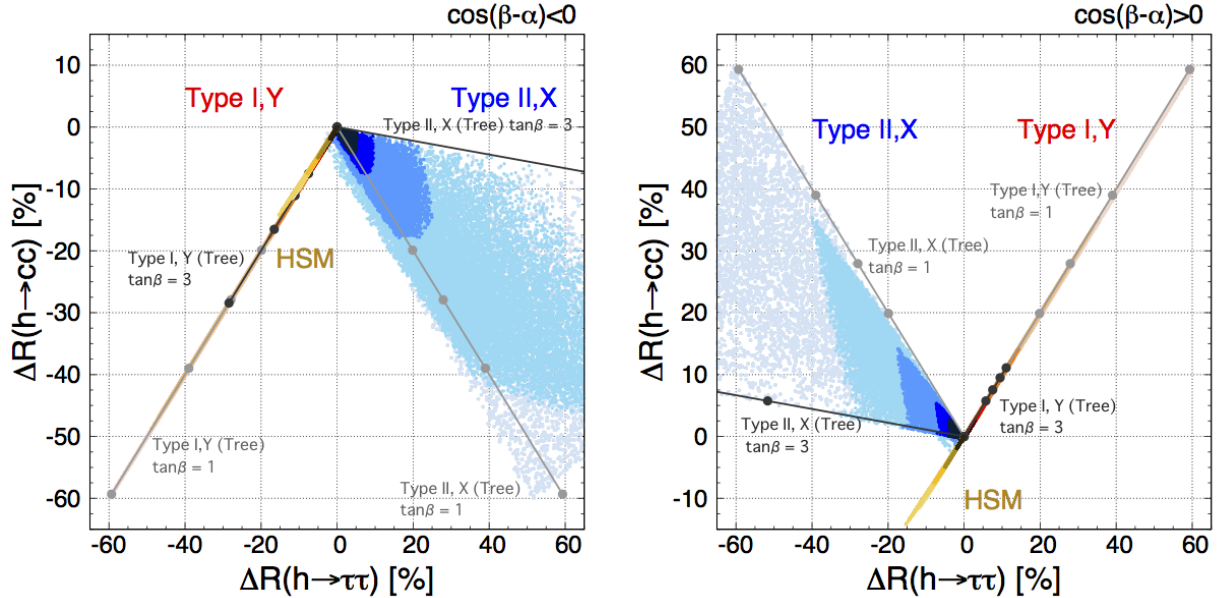 cos(β-α)<0
10
0
-10
-20
-30
-40
-50
-60
ΔR(h→cc) [%]
Type I,Y
Type II,X
Type II, X (Tree) tanβ = 3
Type I, Y (Tree)
tanβ = 3
HSM
Type I,Y (Tree)
tanβ = 1
Type II, X (Tree)
tanβ = 1
-60 -40 -20 0 20 40 60
ΔR(h→ττ) [%]
cos(β-α)>0
60
50
40
30
20
10
0
-10
ΔR(h→cc) [%]
Type II,X
Type I,Y
Type I,Y (Tree)
tanβ = 1
Type II, X (Tree)
tanβ = 1
Type II, X (Tree)
tanβ = 3
Type I, Y (Tree)
tanβ = 3
HSM
-60 -40 -20 0 20 40 60
ΔR(h→ττ) [%]